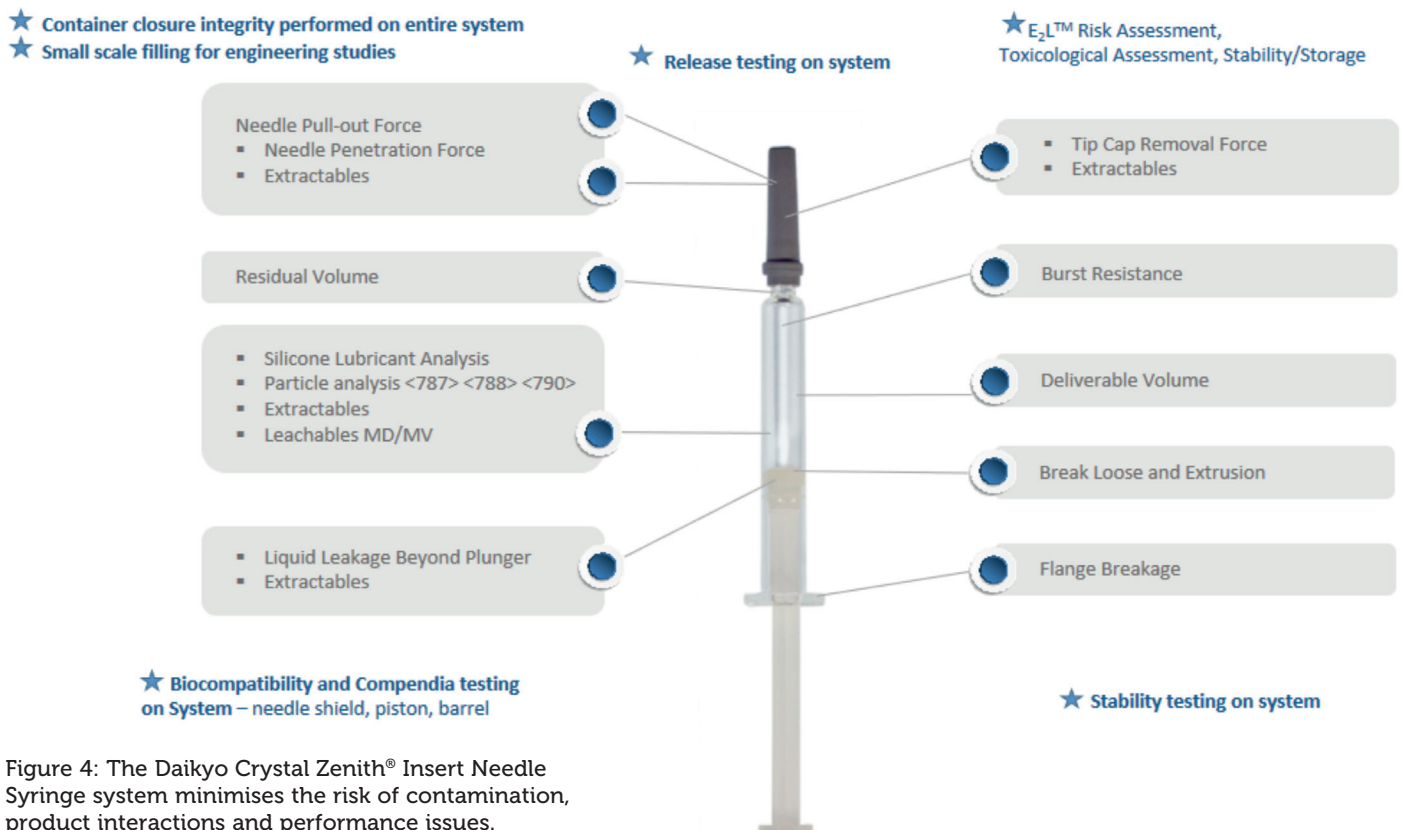 ★ Container closure integrity performed on entire system
★ Small scale filling for engineering studies
★ Release testing on system
★ E₂L™ Risk Assessment,
Toxicological Assessment, Stability/Storage
Needle Pull-out Force
▪ Needle Penetration Force
▪ Extractables
Residual Volume
▪ Silicone Lubricant Analysis
▪ Particle analysis <787> <788> <790>
▪ Extractables
▪ Leachables MD/MV
▪ Liquid Leakage Beyond Plunger
▪ Extractables
▪ Tip Cap Removal Force
▪ Extractables
Burst Resistance
Deliverable Volume
Break Loose and Extrusion
Flange Breakage
★ Biocompatibility and Compendia testing
on System – needle shield, piston, barrel
★ Stability testing on system
Figure 4: The Daikyo Crystal Zenith® Insert Needle
Syringe system minimises the risk of contamination,
product interactions and performance issues.